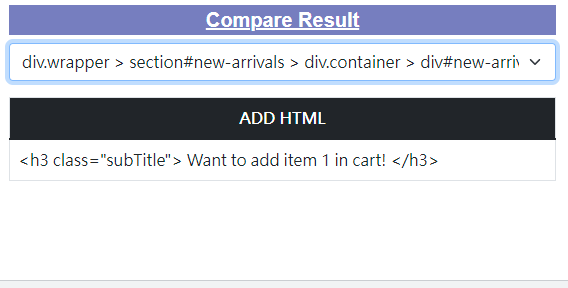 Compare Result
div.wrapper > section#new-arrivals > div.container > div#new-arriv
ADD HTML
<h3 class="subTitle"> Want to add item 1 in cart! </h3>